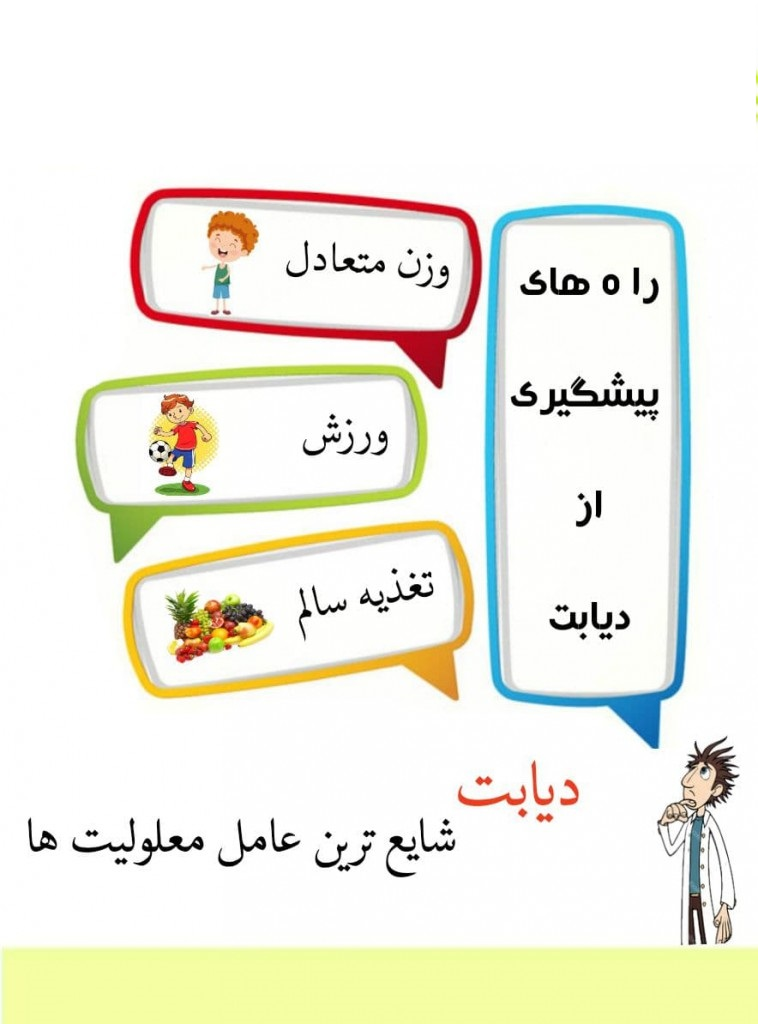 را ه های
پیشگیری
از
دیابت
وزن متعادل
ورزش
تغذیه سالم
دیابت
شایع ترین عامل معلولیت ها